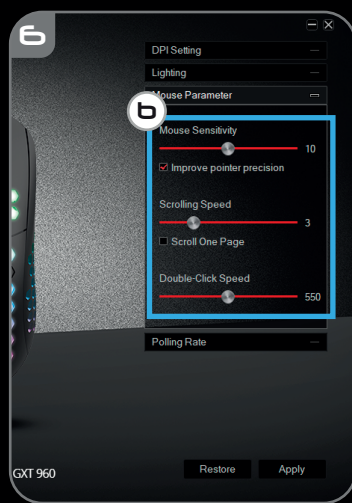 6
DPI Setting
Lighting
Mouse Parameter
b
Mouse Sensitivity
10
Improve pointer precision
Scrolling Speed
3
Scroll One Page
Double-Click Speed
550
Polling Rate
GXT 960
Restore Apply